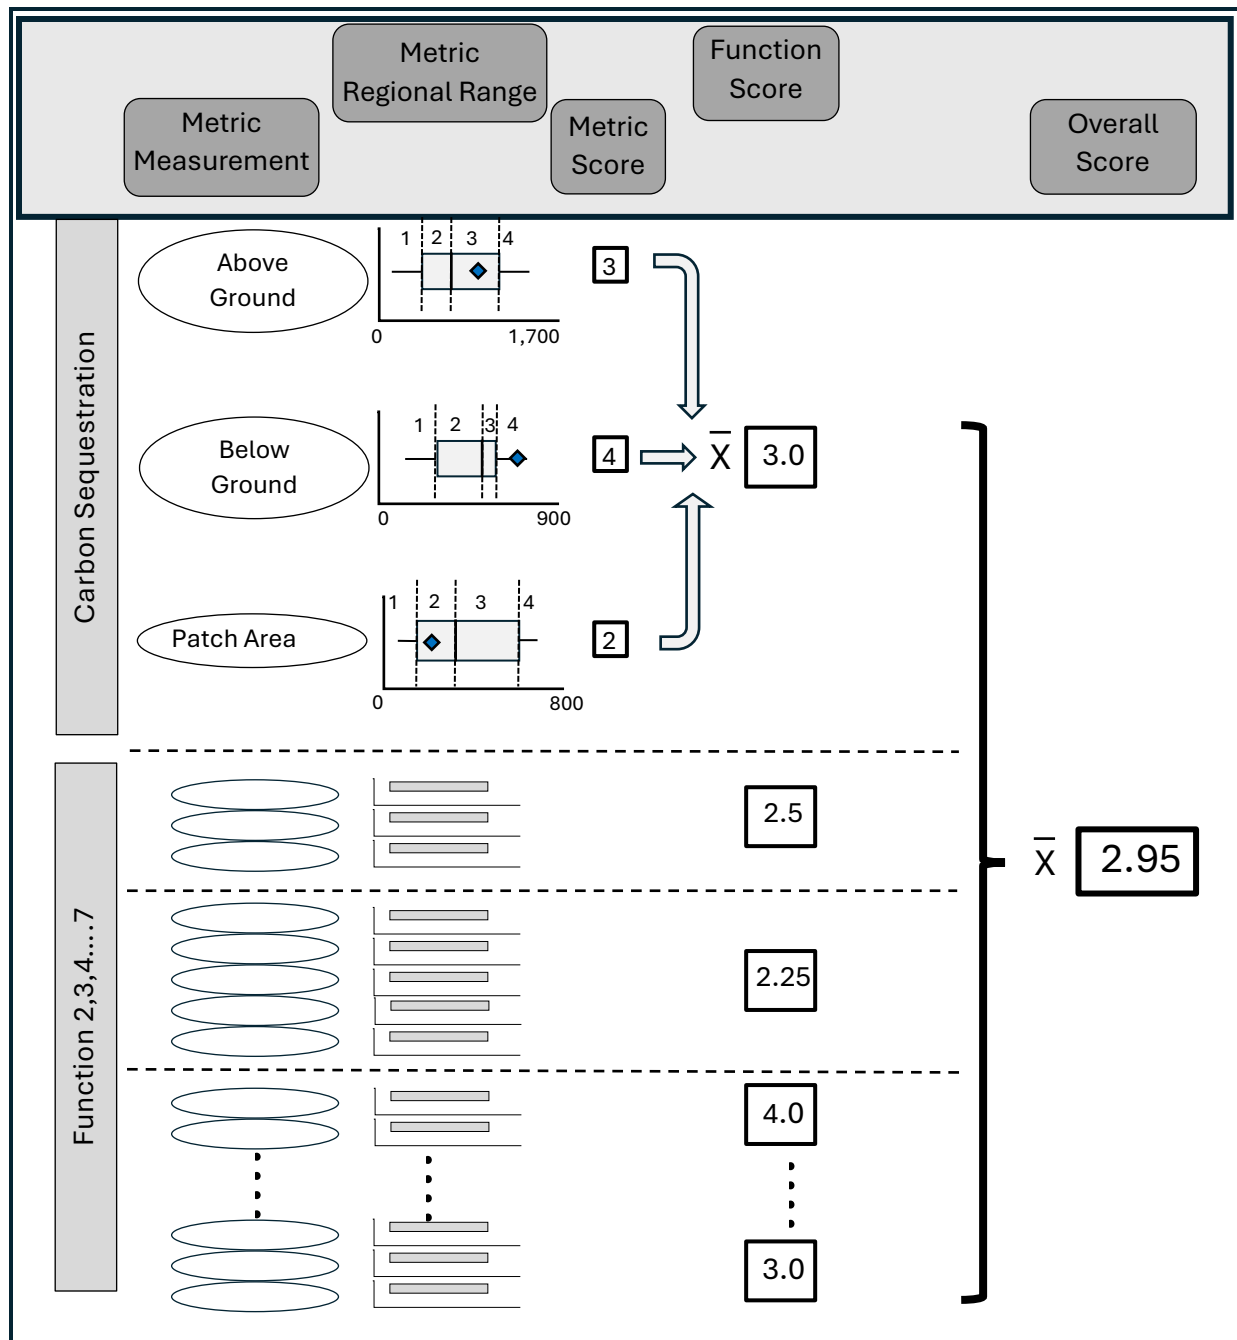 Metric
Regional Range
Function
Score
Metric
Measurement
Metric
Score
Overall
Score
Carbon Sequestration
Above
Ground
1 2 3 4
0 1,700
3
Below
Ground
1 2 3 4
0 900
4
X 3.0
Patch Area
1 2 3 4
0 800
2
Function 2,3,4....7
2.5
2.25
4.0
3.0
X 2.95